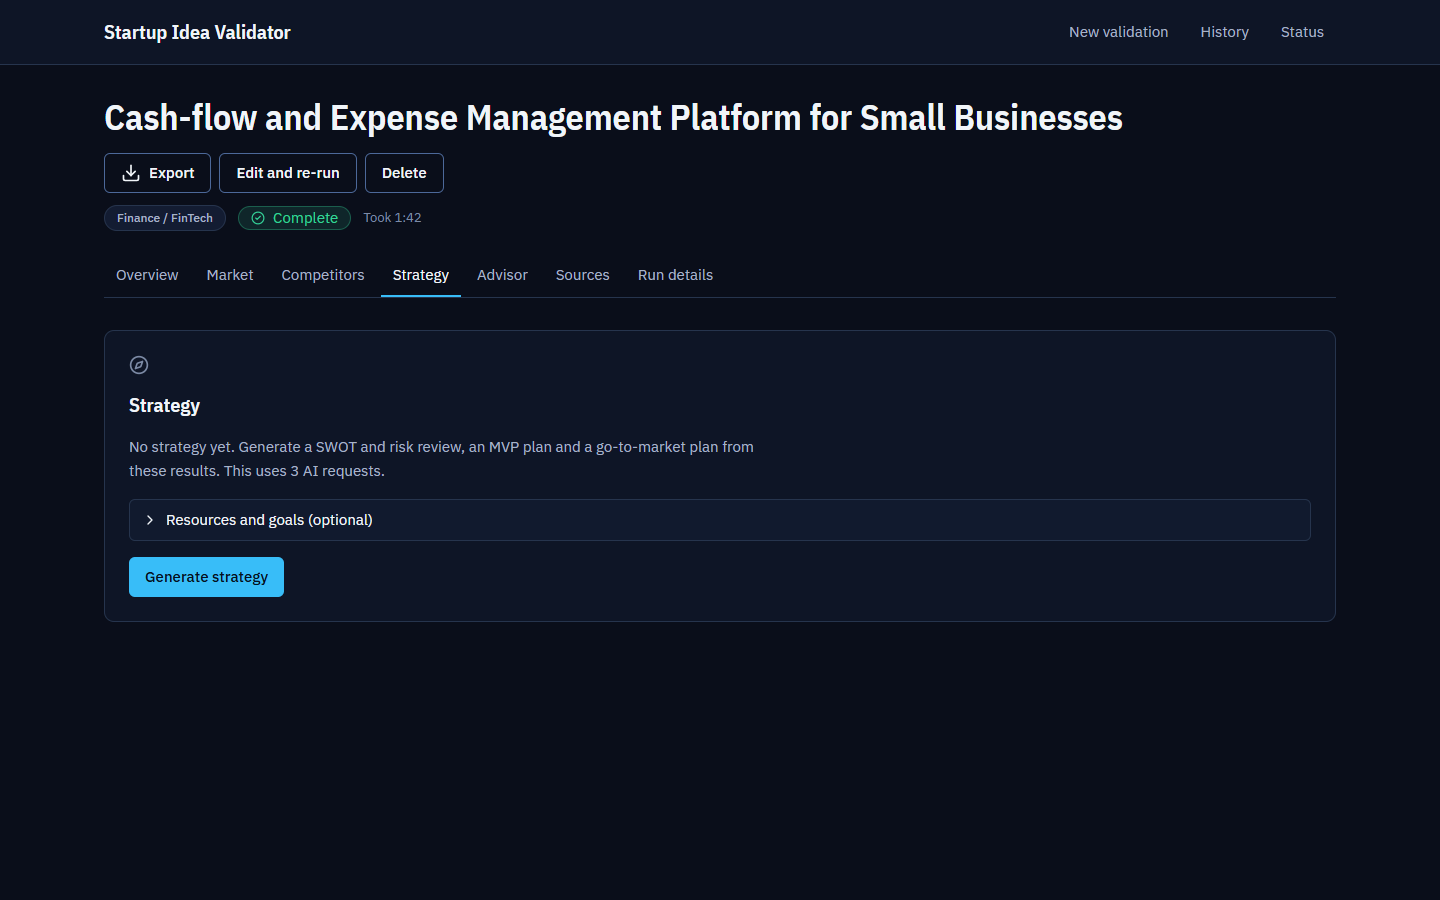 Startup Idea Validator
New validation
History
Status
Cash-flow and Expense Management Platform for Small Businesses
Export
Edit and re-run
Delete
Finance / FinTech
Complete
Took 1:42
Overview
Market
Competitors
Strategy
Advisor
Sources
Run details
Strategy
No strategy yet. Generate a SWOT and risk review, an MVP plan and a go-to-market plan from
these results. This uses 3 AI requests.
Resources and goals (optional)
Generate strategy